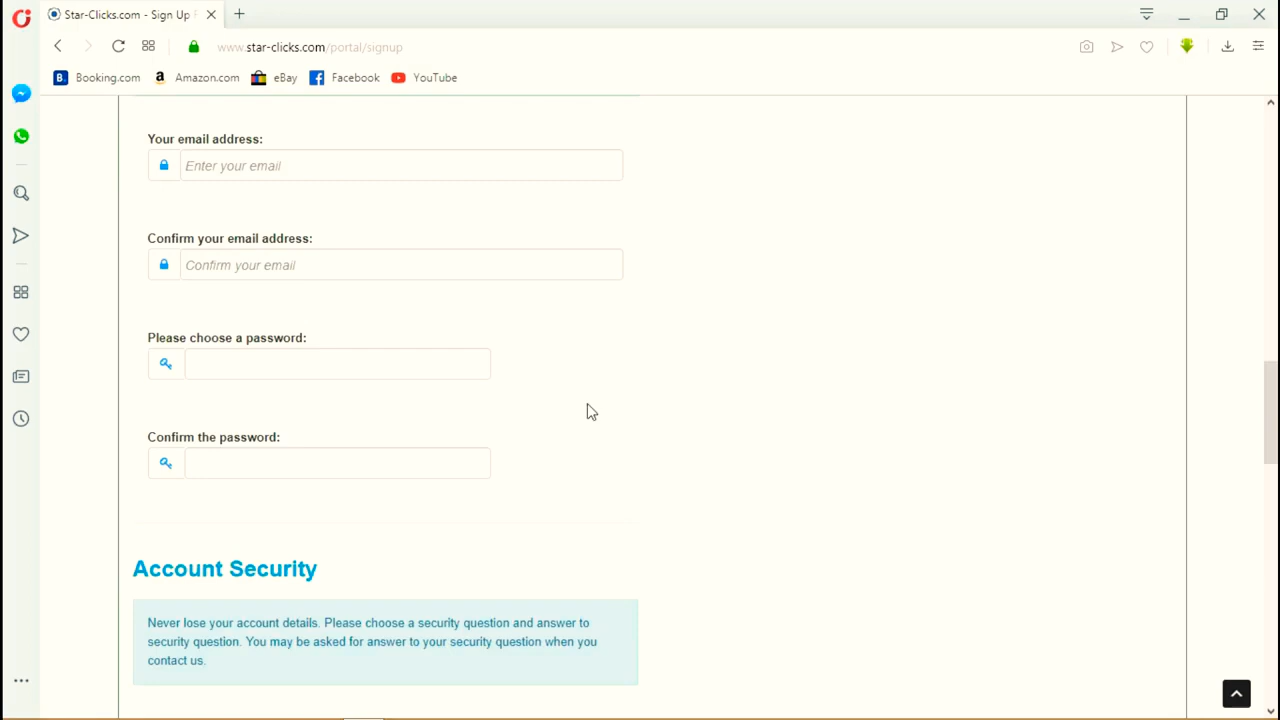 Star-Clicks.com - Sign Up
www.star-clicks.com/portal/signup
Booking.com Amazon.com eBay Facebook YouTube
Your email address:
Enter your email
Confirm your email address:
Confirm your email
Please choose a password:
Confirm the password:
Account Security
Never lose your account details. Please choose a security question and answer to
security question. You may be asked for answer to your security question when you
contact us.